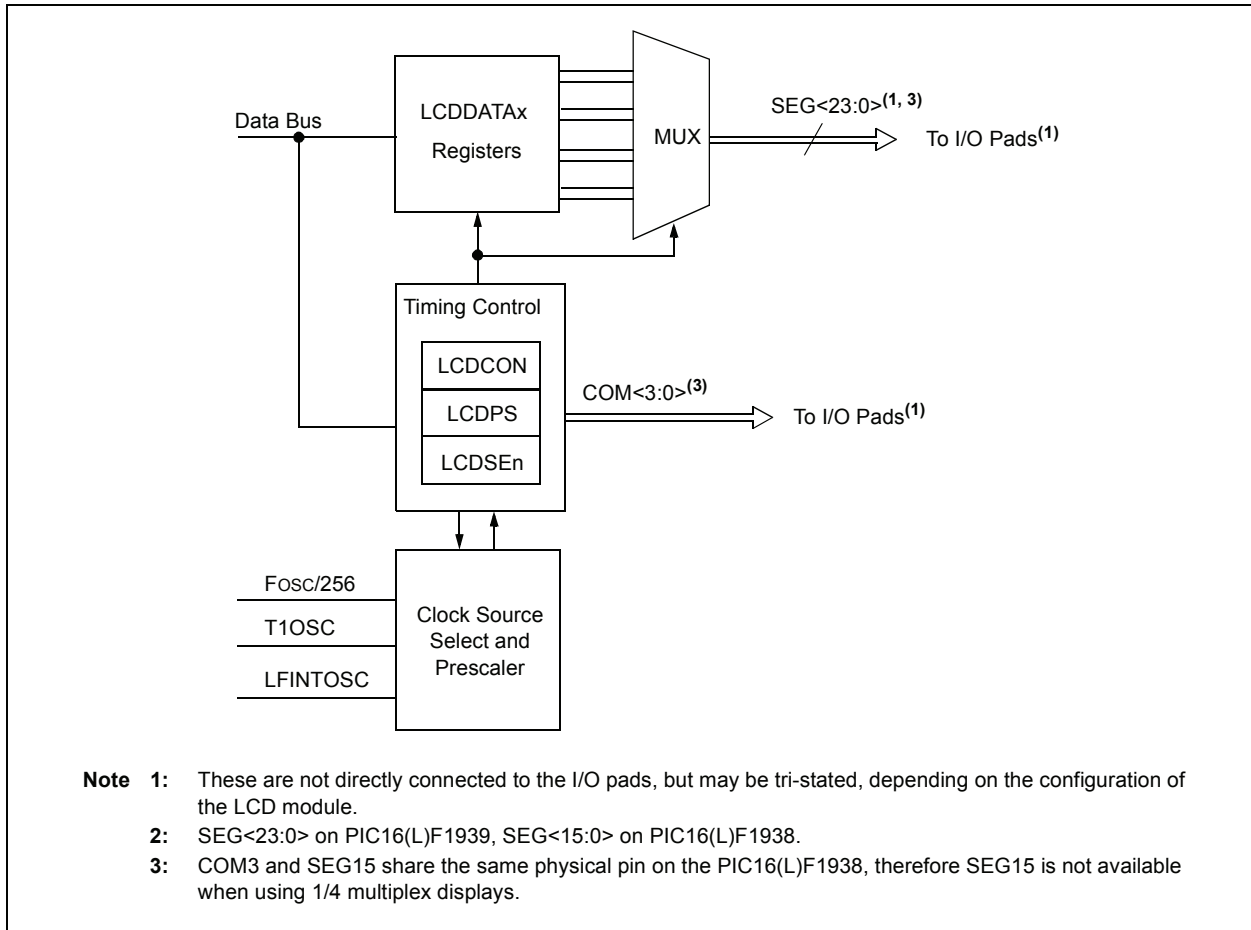 Data Bus
LCDDATAx
Registers
MUX
SEG<23:0>(1, 3)
To I/O Pads(1)
Timing Control
LCDCON
LCDPS
LCDSEn
COM<3:0>(3)
To I/O Pads(1)
FOSC/256
T1OSC
LFINTOSC
Clock Source
Select and
Prescaler
Note 1: These are not directly connected to the I/O pads, but may be tri-stated, depending on the configuration of
the LCD module.
2: SEG<23:0> on PIC16(L)F1939, SEG<15:0> on PIC16(L)F1938.
3: COM3 and SEG15 share the same physical pin on the PIC16(L)F1938, therefore SEG15 is not available
when using 1/4 multiplex displays.